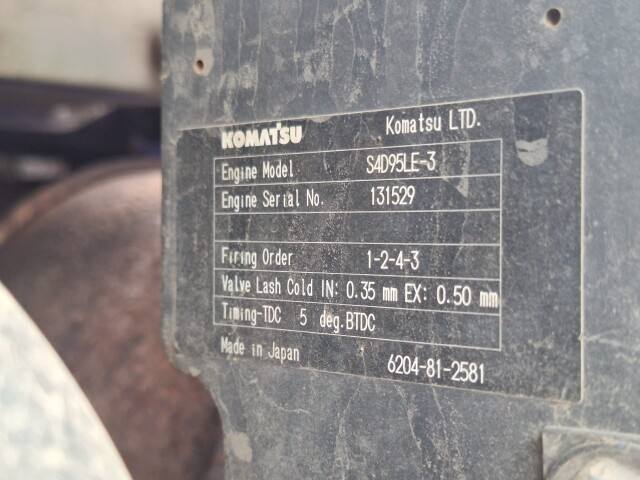 KOMATSU Komatsu LTD.
Engine Model S4D95LE-3
Engine Serial No. 131529
Firing Order 1-2-4-3
Valve Lash Cold IN: 0.35 mm EX: 0.50 mm
Timing-TDC 5 deg.BTDC
Made in Japan 6204-81-2581